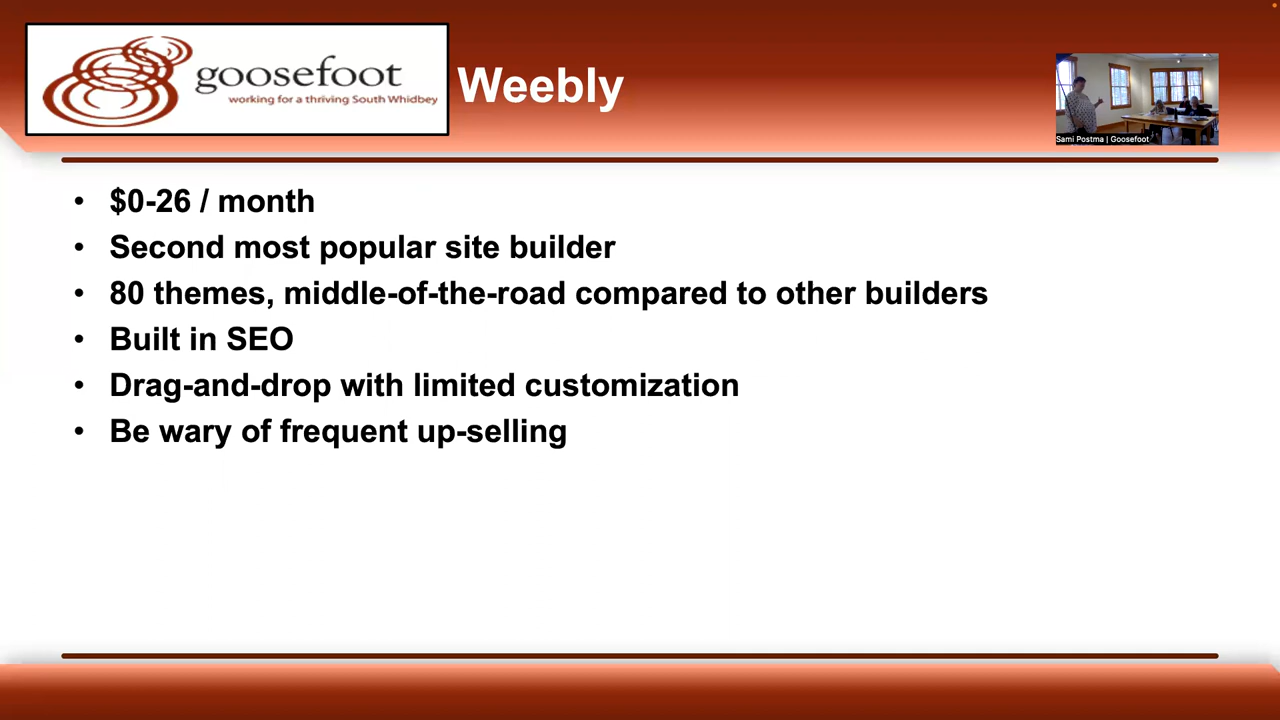 goosefoot
working for a thriving South Whidbey
Weebly
Sami Postma | Goosefoot
• $0-26 / month
• Second most popular site builder
• 80 themes, middle-of-the-road compared to other builders
• Built in SEO
• Drag-and-drop with limited customization
• Be wary of frequent up-selling